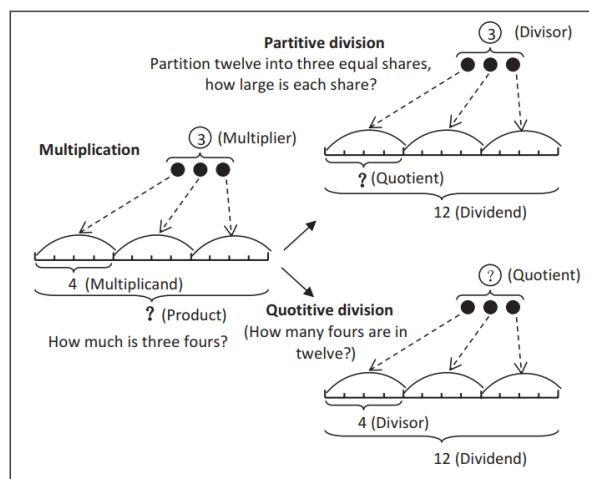 Partitive division
Partition twelve into three equal shares,
how large is each share?
3 (Divisor)
? (Quotient)
12 (Dividend)
Multiplication
3 (Multiplier)
4 (Multiplicand)
? (Product)
How much is three fours?
Quotitive division
(How many fours are in
twelve?)
? (Quotient)
4 (Divisor)
12 (Dividend)